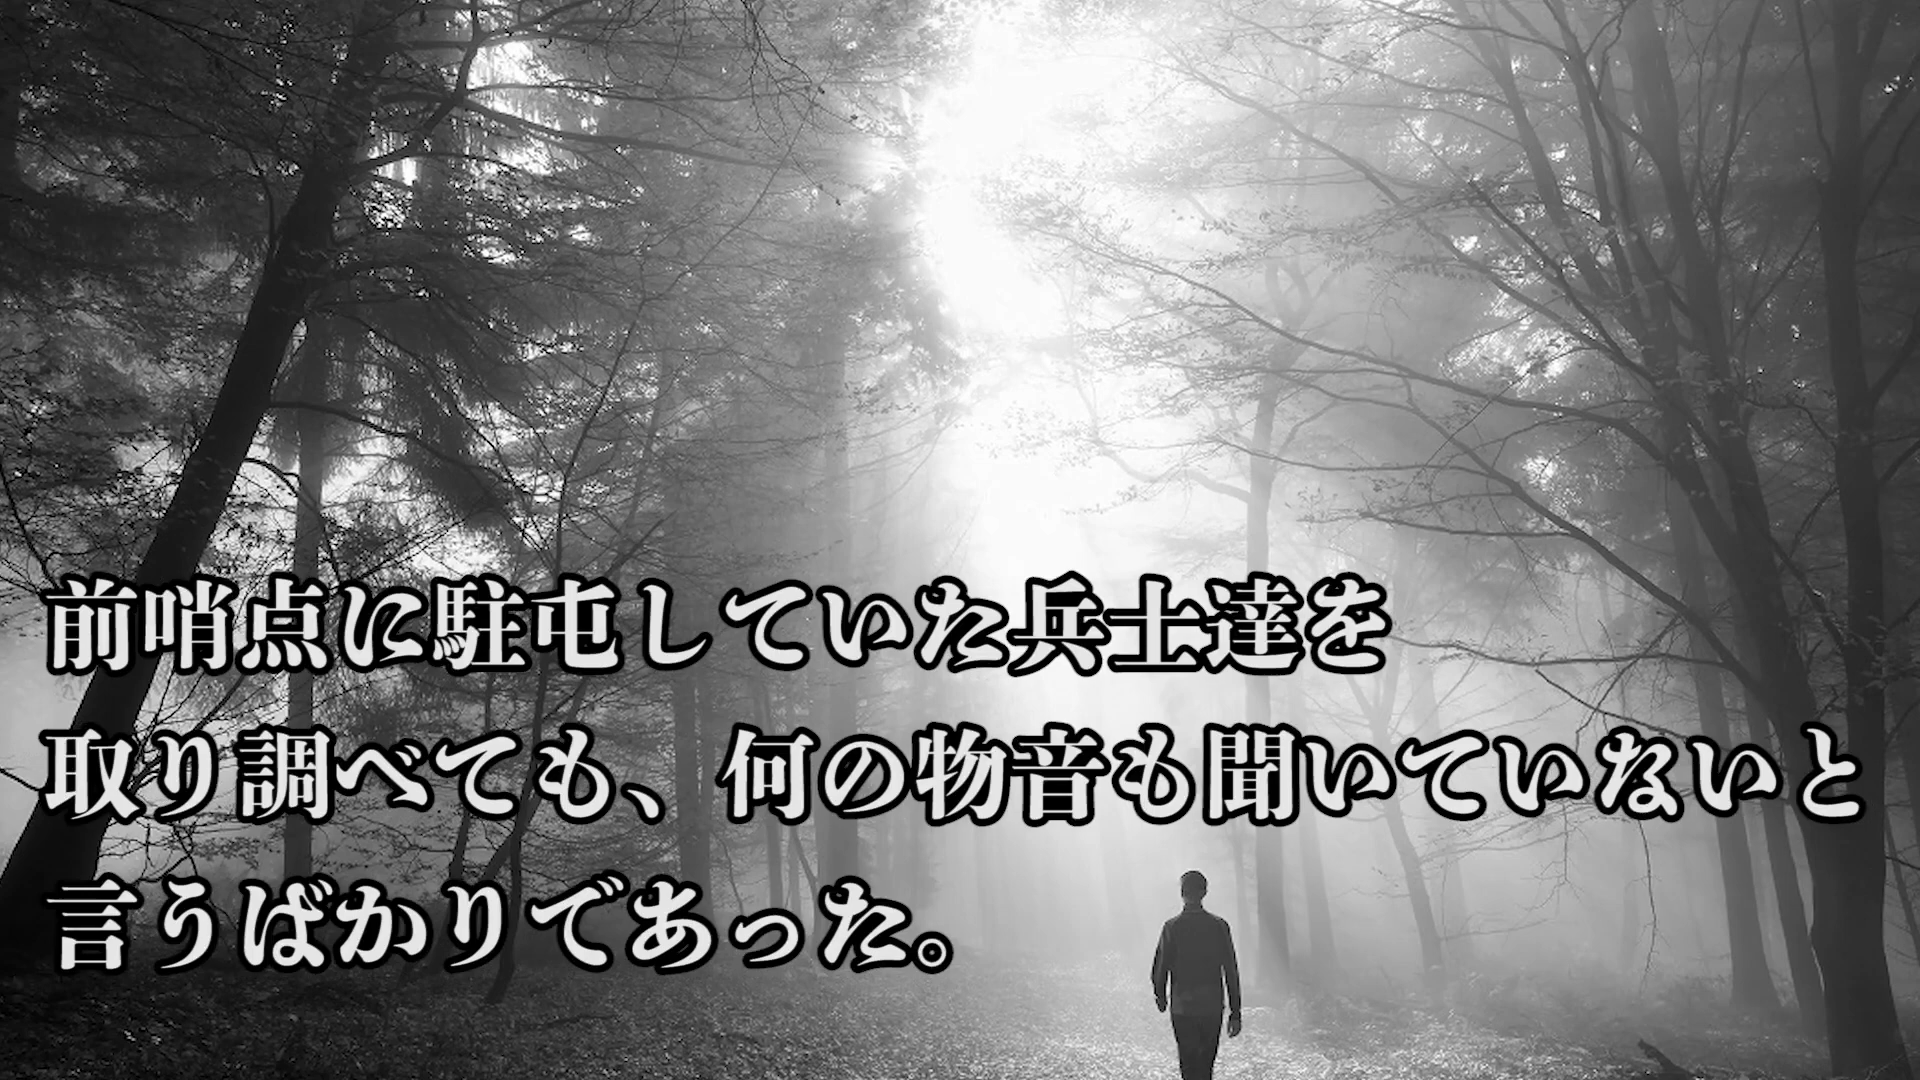 前哨点に駐屯していた兵士達を
取り調べても、何の物音も聞いていないと
言うばかりであった。